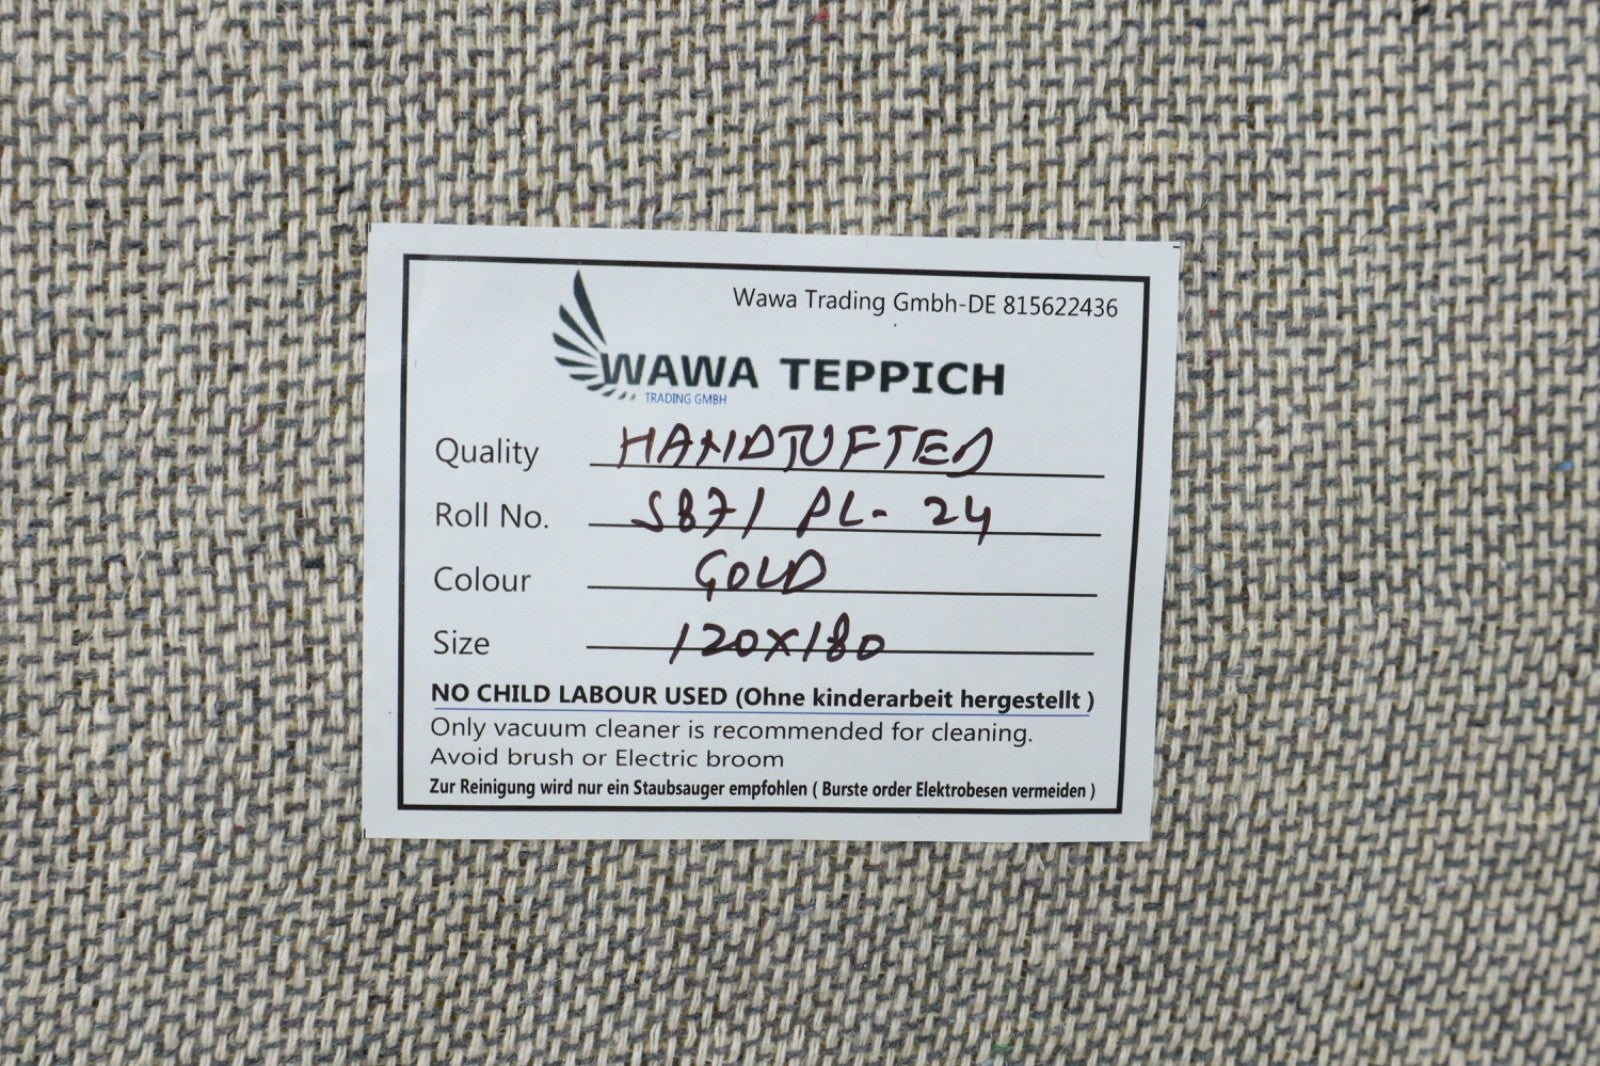 Wawa Trading Gmbh-DE 815622436
WAWA TEPPICH
TRADING GMBH
Quality HANDTUFTED
Roll No. S871 PL- 24
Colour GOLD
Size 120X180
NO CHILD LABOUR USED (Ohne kinderarbeit hergestellt )
Only vacuum cleaner is recommended for cleaning.
Avoid brush or Electric broom
Zur Reinigung wird nur ein Staubsauger empfohlen ( Burste order Elektrobesen vermeiden )